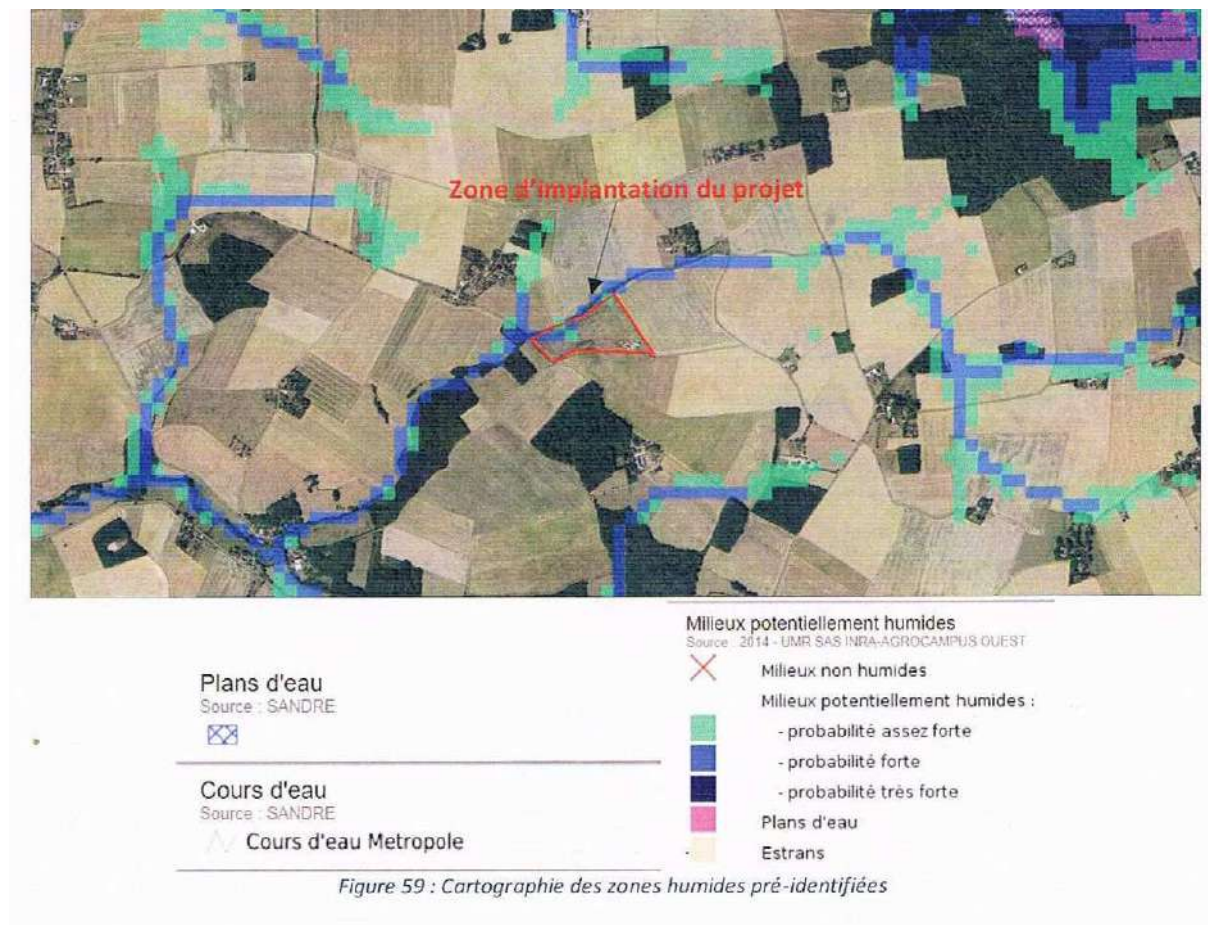 Zone d'implantation du projet
Milieux potentiellement humides
Source : 2014 - UMR SAS INRA-AGROCAMPUS OUEST
Milieux non humides
Milieux potentiellement humides :
- probabilité assez forte
- probabilité forte
- probabilité très forte
Plans d'eau
Estrans
Plans d'eau
Source : SANDRE
Cours d'eau
Source : SANDRE
Cours d'eau Metropole
Figure 59 : Cartographie des zones humides pré-identifiées